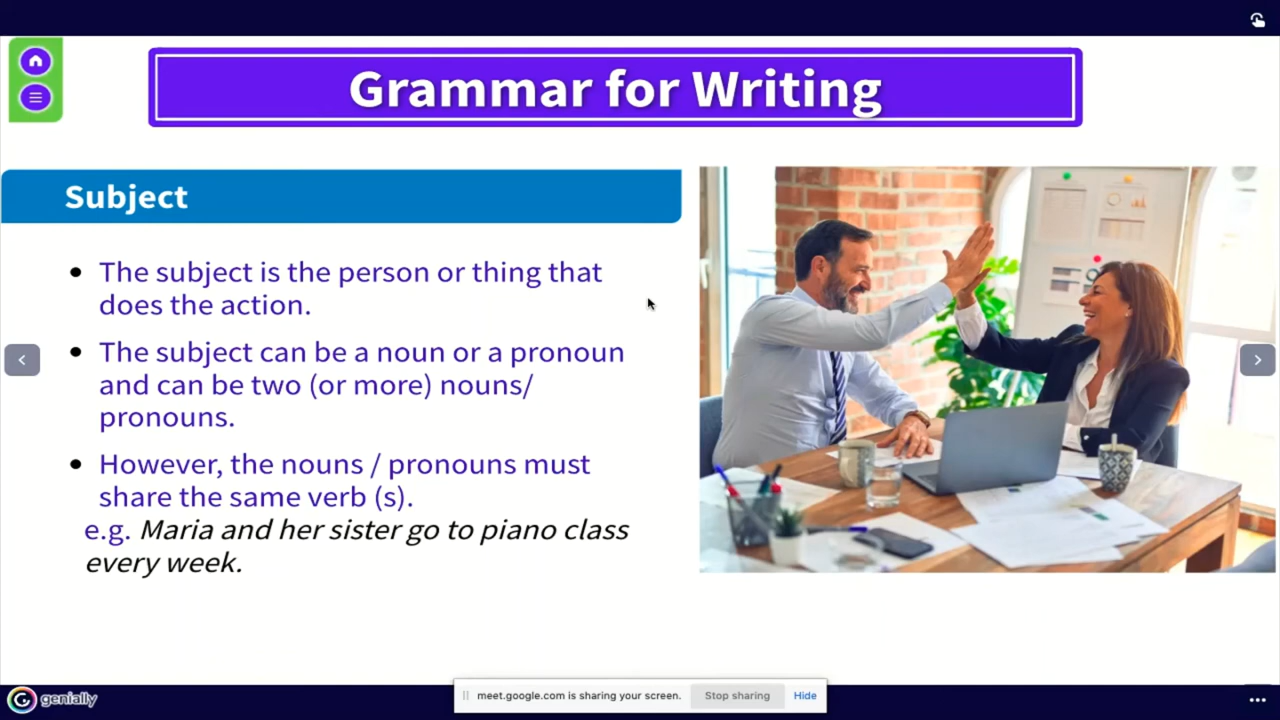 Grammar for Writing
Subject
• The subject is the person or thing that
does the action.
• The subject can be a noun or a pronoun
and can be two (or more) nouns/
pronouns.
• However, the nouns / pronouns must
share the same verb (s).
e.g. Maria and her sister go to piano class
every week.
genially
meet.google.com is sharing your screen.
Stop sharing
Hide